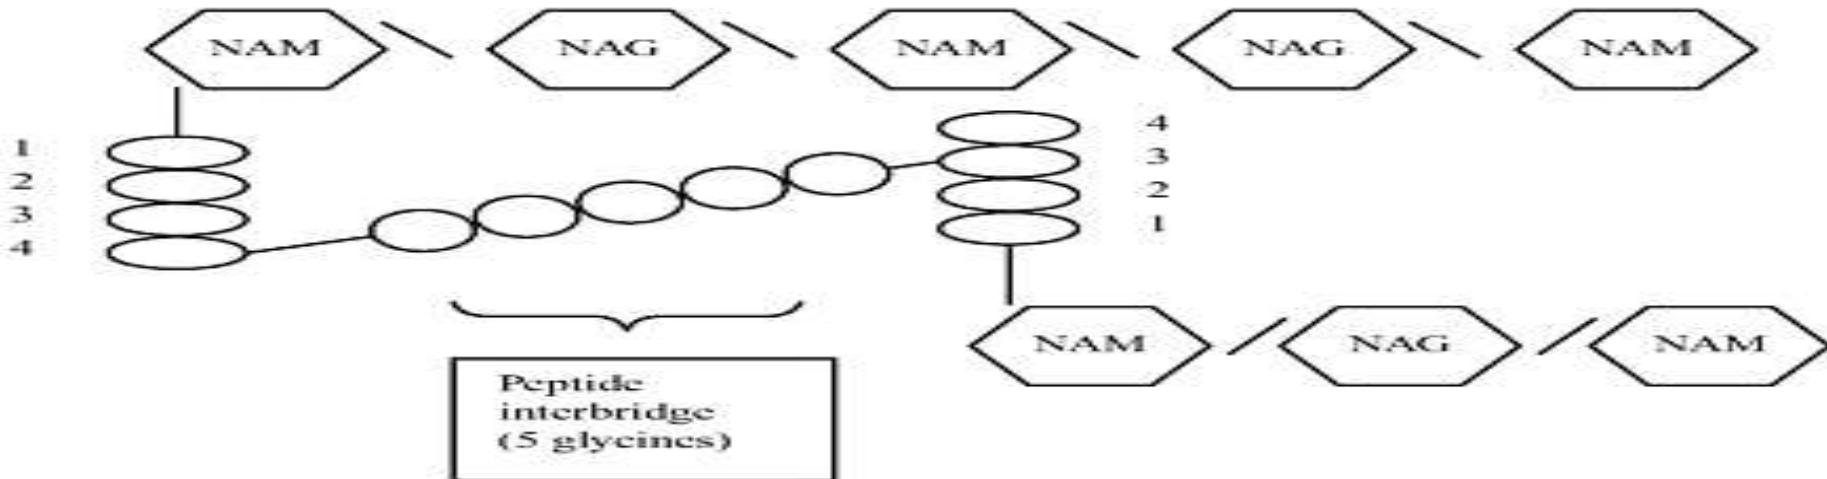 NAM NAG NAM NAG NAM
1
2
3
4
4
3
2
1
NAM NAG NAM
Peptide
interbridge
(5 glycines)